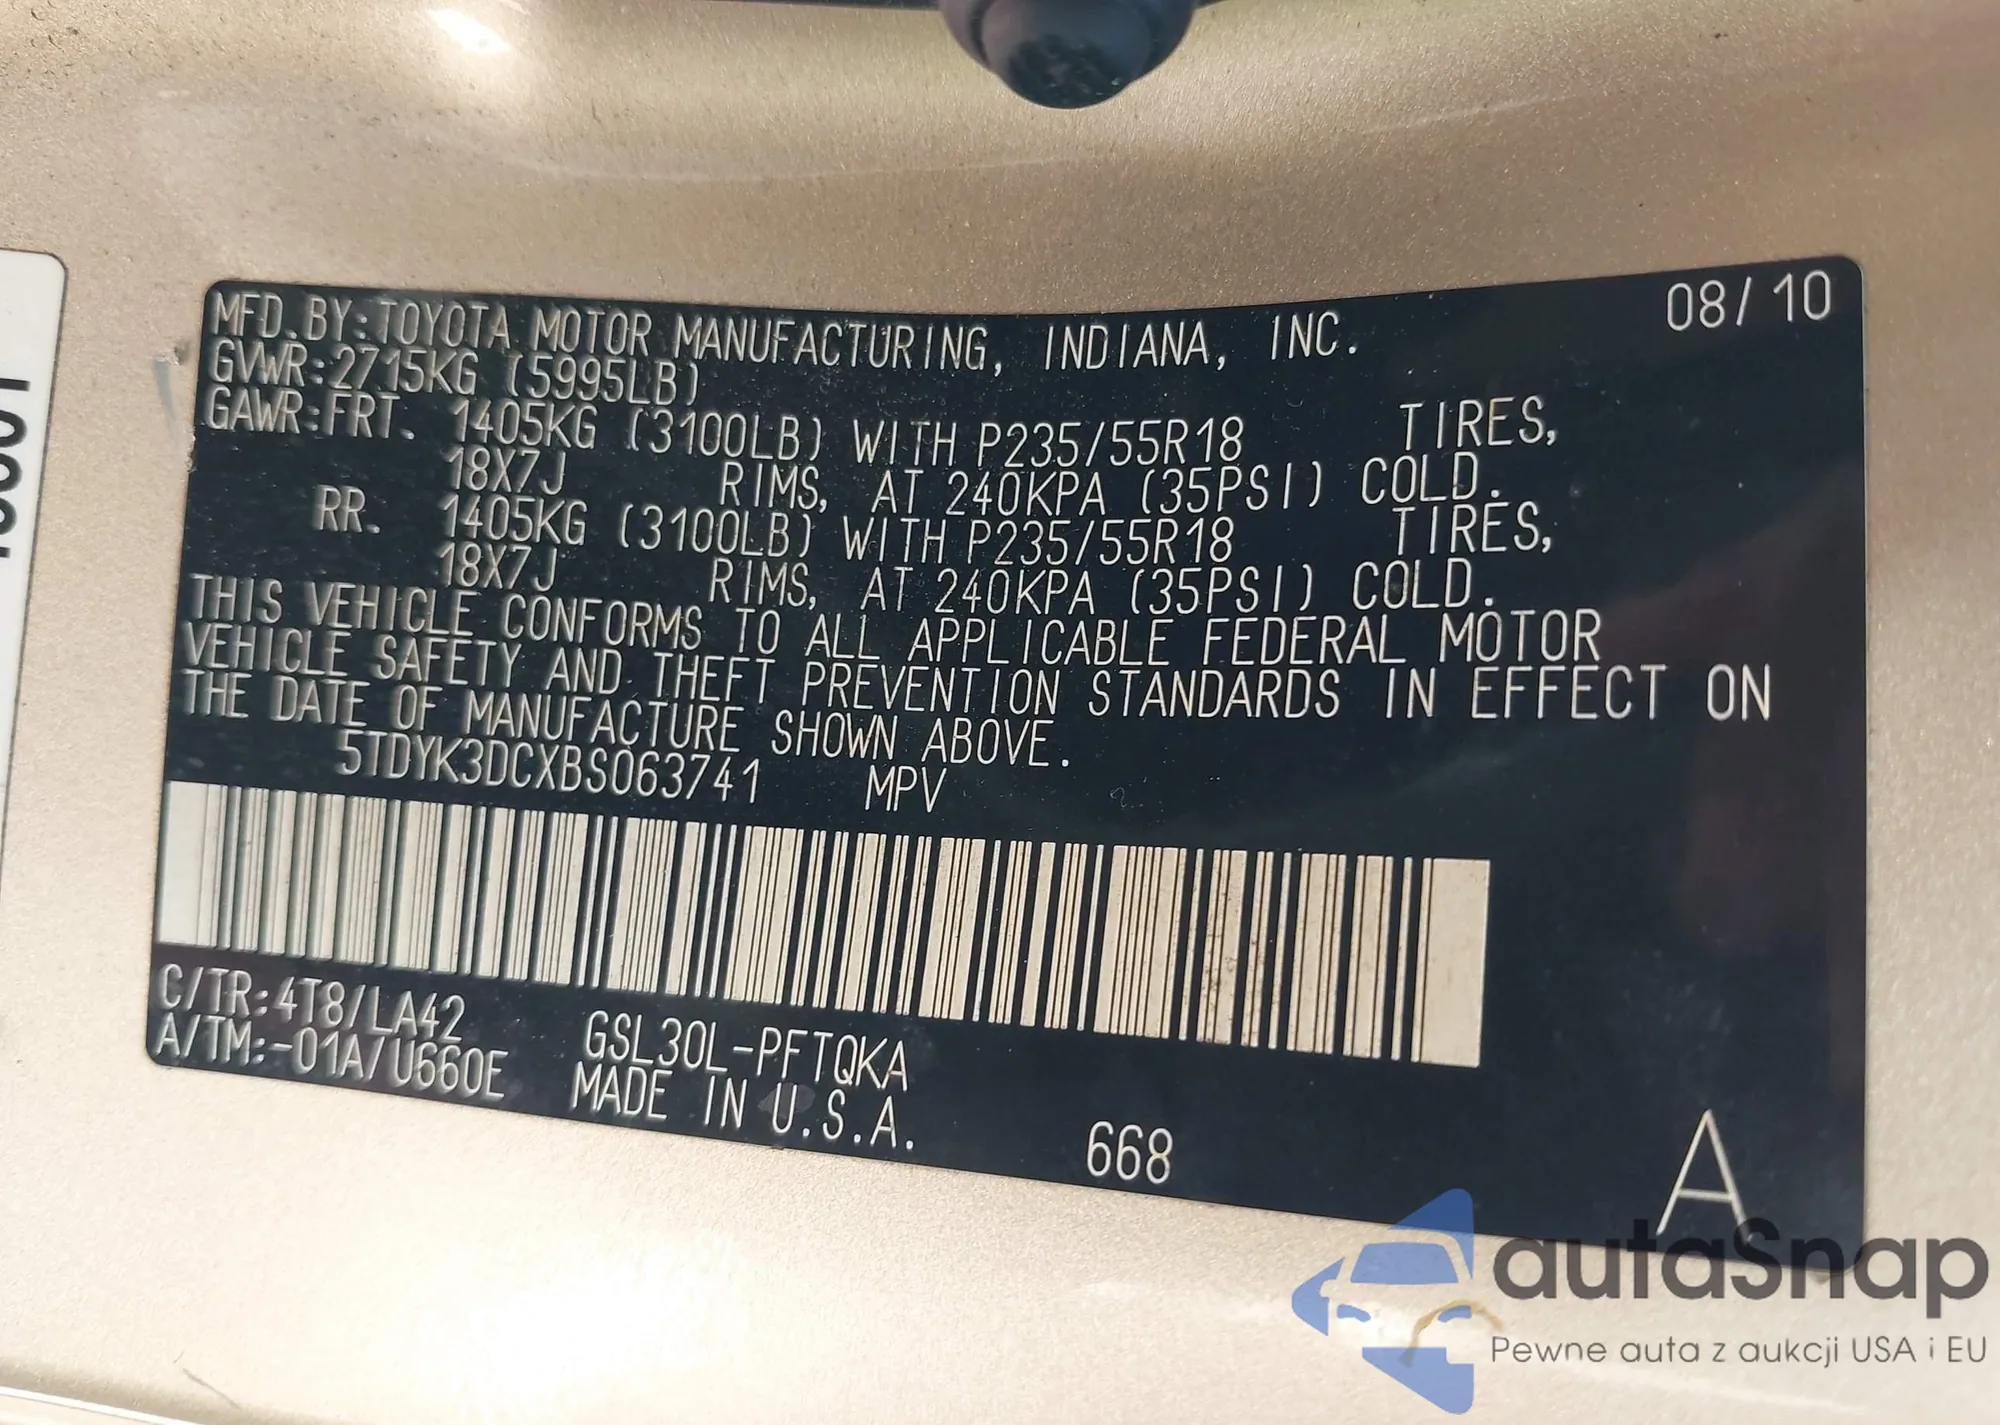 MFD. BY: TOYOTA MOTOR MANUFACTURING, INDIANA, INC. 08/10
GVWR: 2715KG (5995LB)
GAWR: FRT. 1405KG (3100LB) WITH P235/55R18 TIRES,
18X7J RIMS, AT 240KPA (35PSI) COLD.
RR. 1405KG (3100LB) WITH P235/55R18 TIRES,
18X7J RIMS, AT 240KPA (35PSI) COLD.
THIS VEHICLE CONFORMS TO ALL APPLICABLE FEDERAL MOTOR
VEHICLE SAFETY AND THEFT PREVENTION STANDARDS IN EFFECT ON
THE DATE OF MANUFACTURE SHOWN ABOVE.
5TDYK3DCXBS063741 MPV
C/TR: 4T8/LA42 GSL30L-PFTQKA
A/TM: -01A/U660E MADE IN U.S.A.
668 A
autaSnap
Pewne auta z aukcji USA i EU